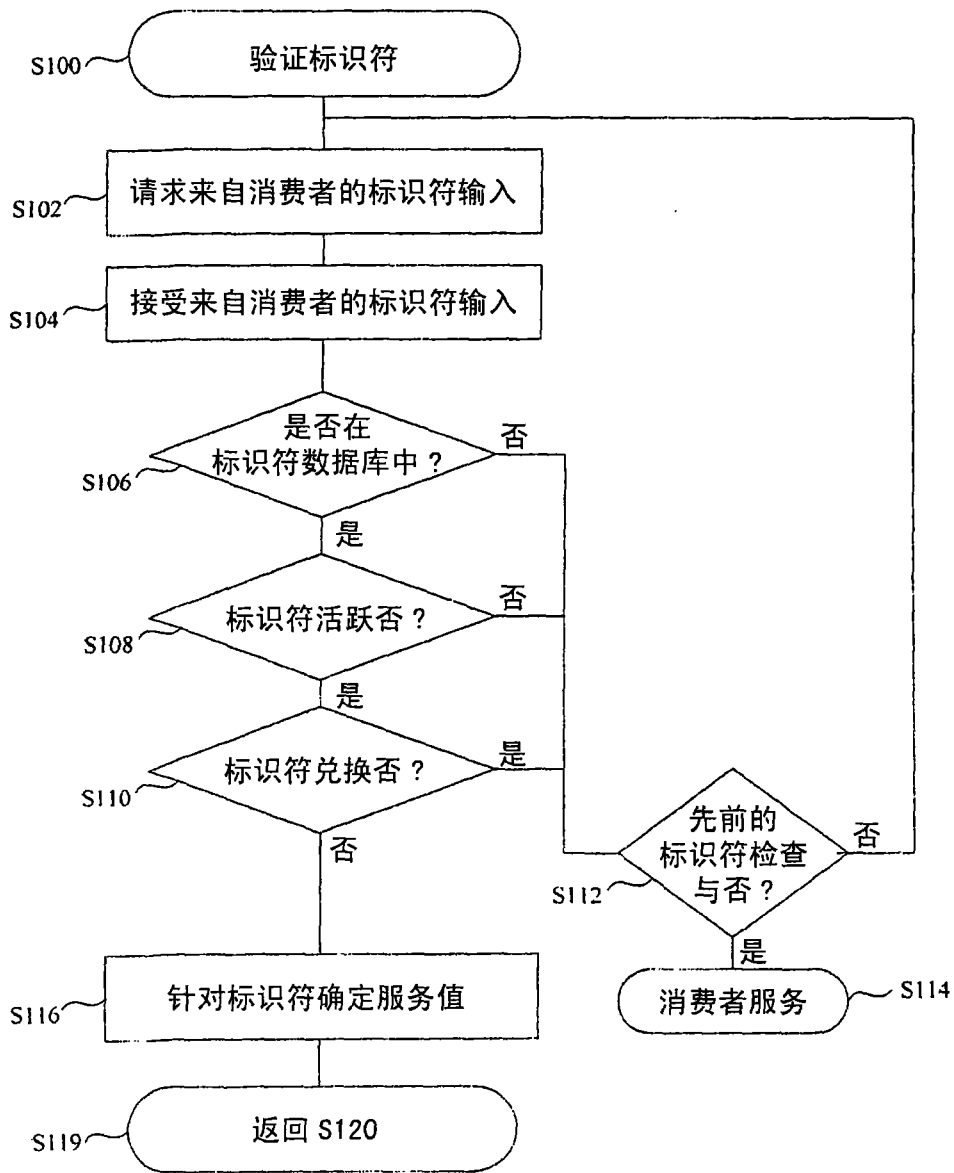 S100
验证标识符
S102
请求来自消费者的标识符输入
S104
接受来自消费者的标识符输入
S106
是否在
标识符数据库中？
否
是
S108
标识符活跃否？
否
是
S110
标识符兑换否？
是
否
S112
先前的
标识符检查
与否？
否
是
S114
消费者服务
S116
针对标识符确定服务值
S119
返回 S120